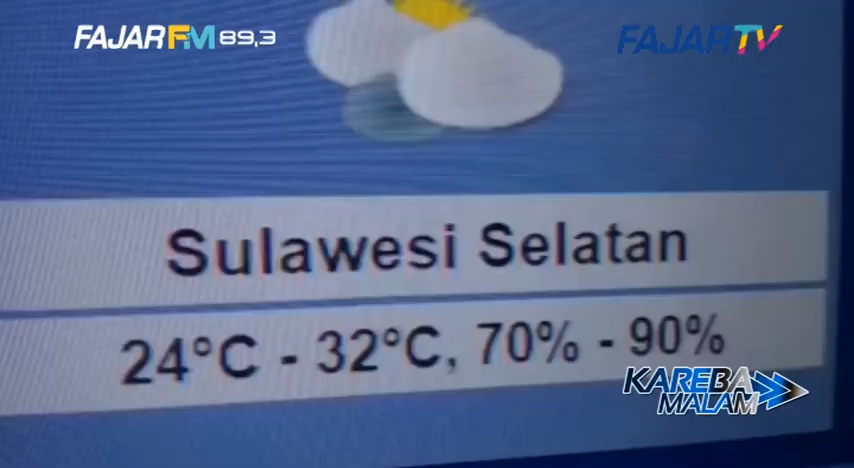 FAJAR FM 89,3
FAJAR TV
Sulawesi Selatan
24°C - 32°C, 70% - 90%
KAREBA
MALAM